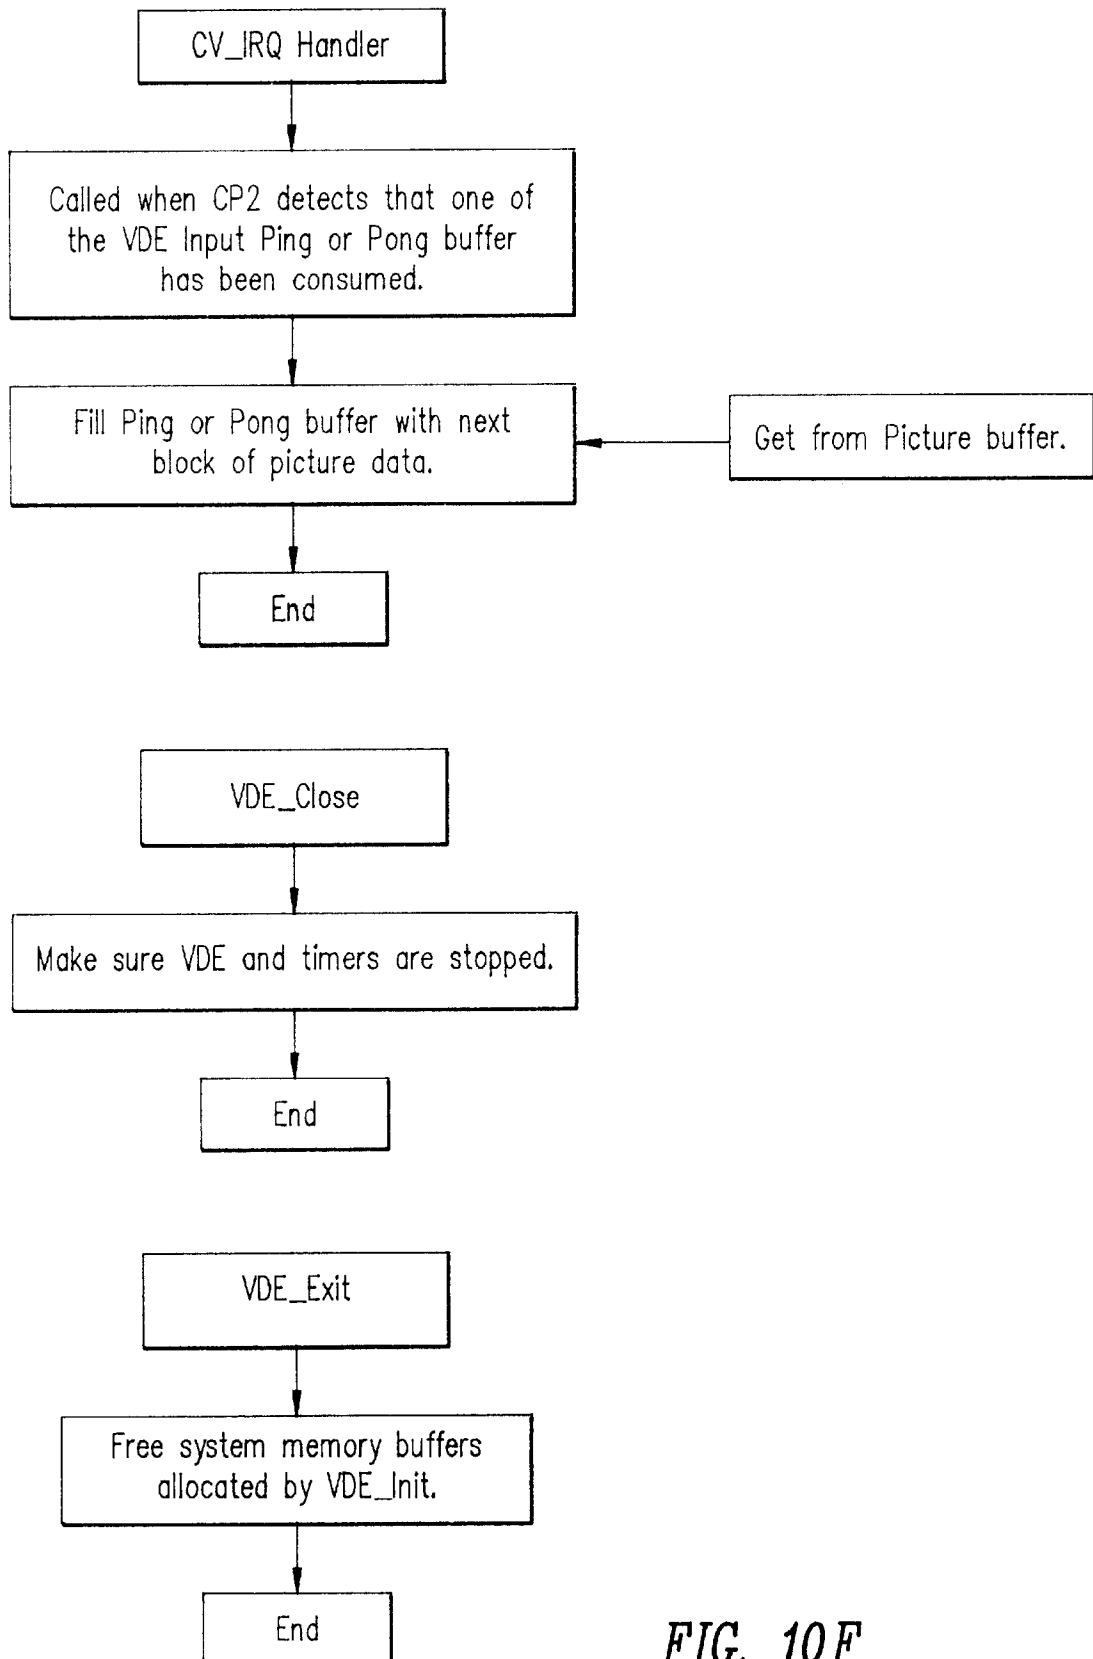 CV_IRQ Handler
Called when CP2 detects that one of
the VDE Input Ping or Pong buffer
has been consumed.
Fill Ping or Pong buffer with next
block of picture data.
Get from Picture buffer.
End
VDE_Close
Make sure VDE and timers are stopped.
End
VDE_Exit
Free system memory buffers
allocated by VDE_Init.
End
FIG. 10F